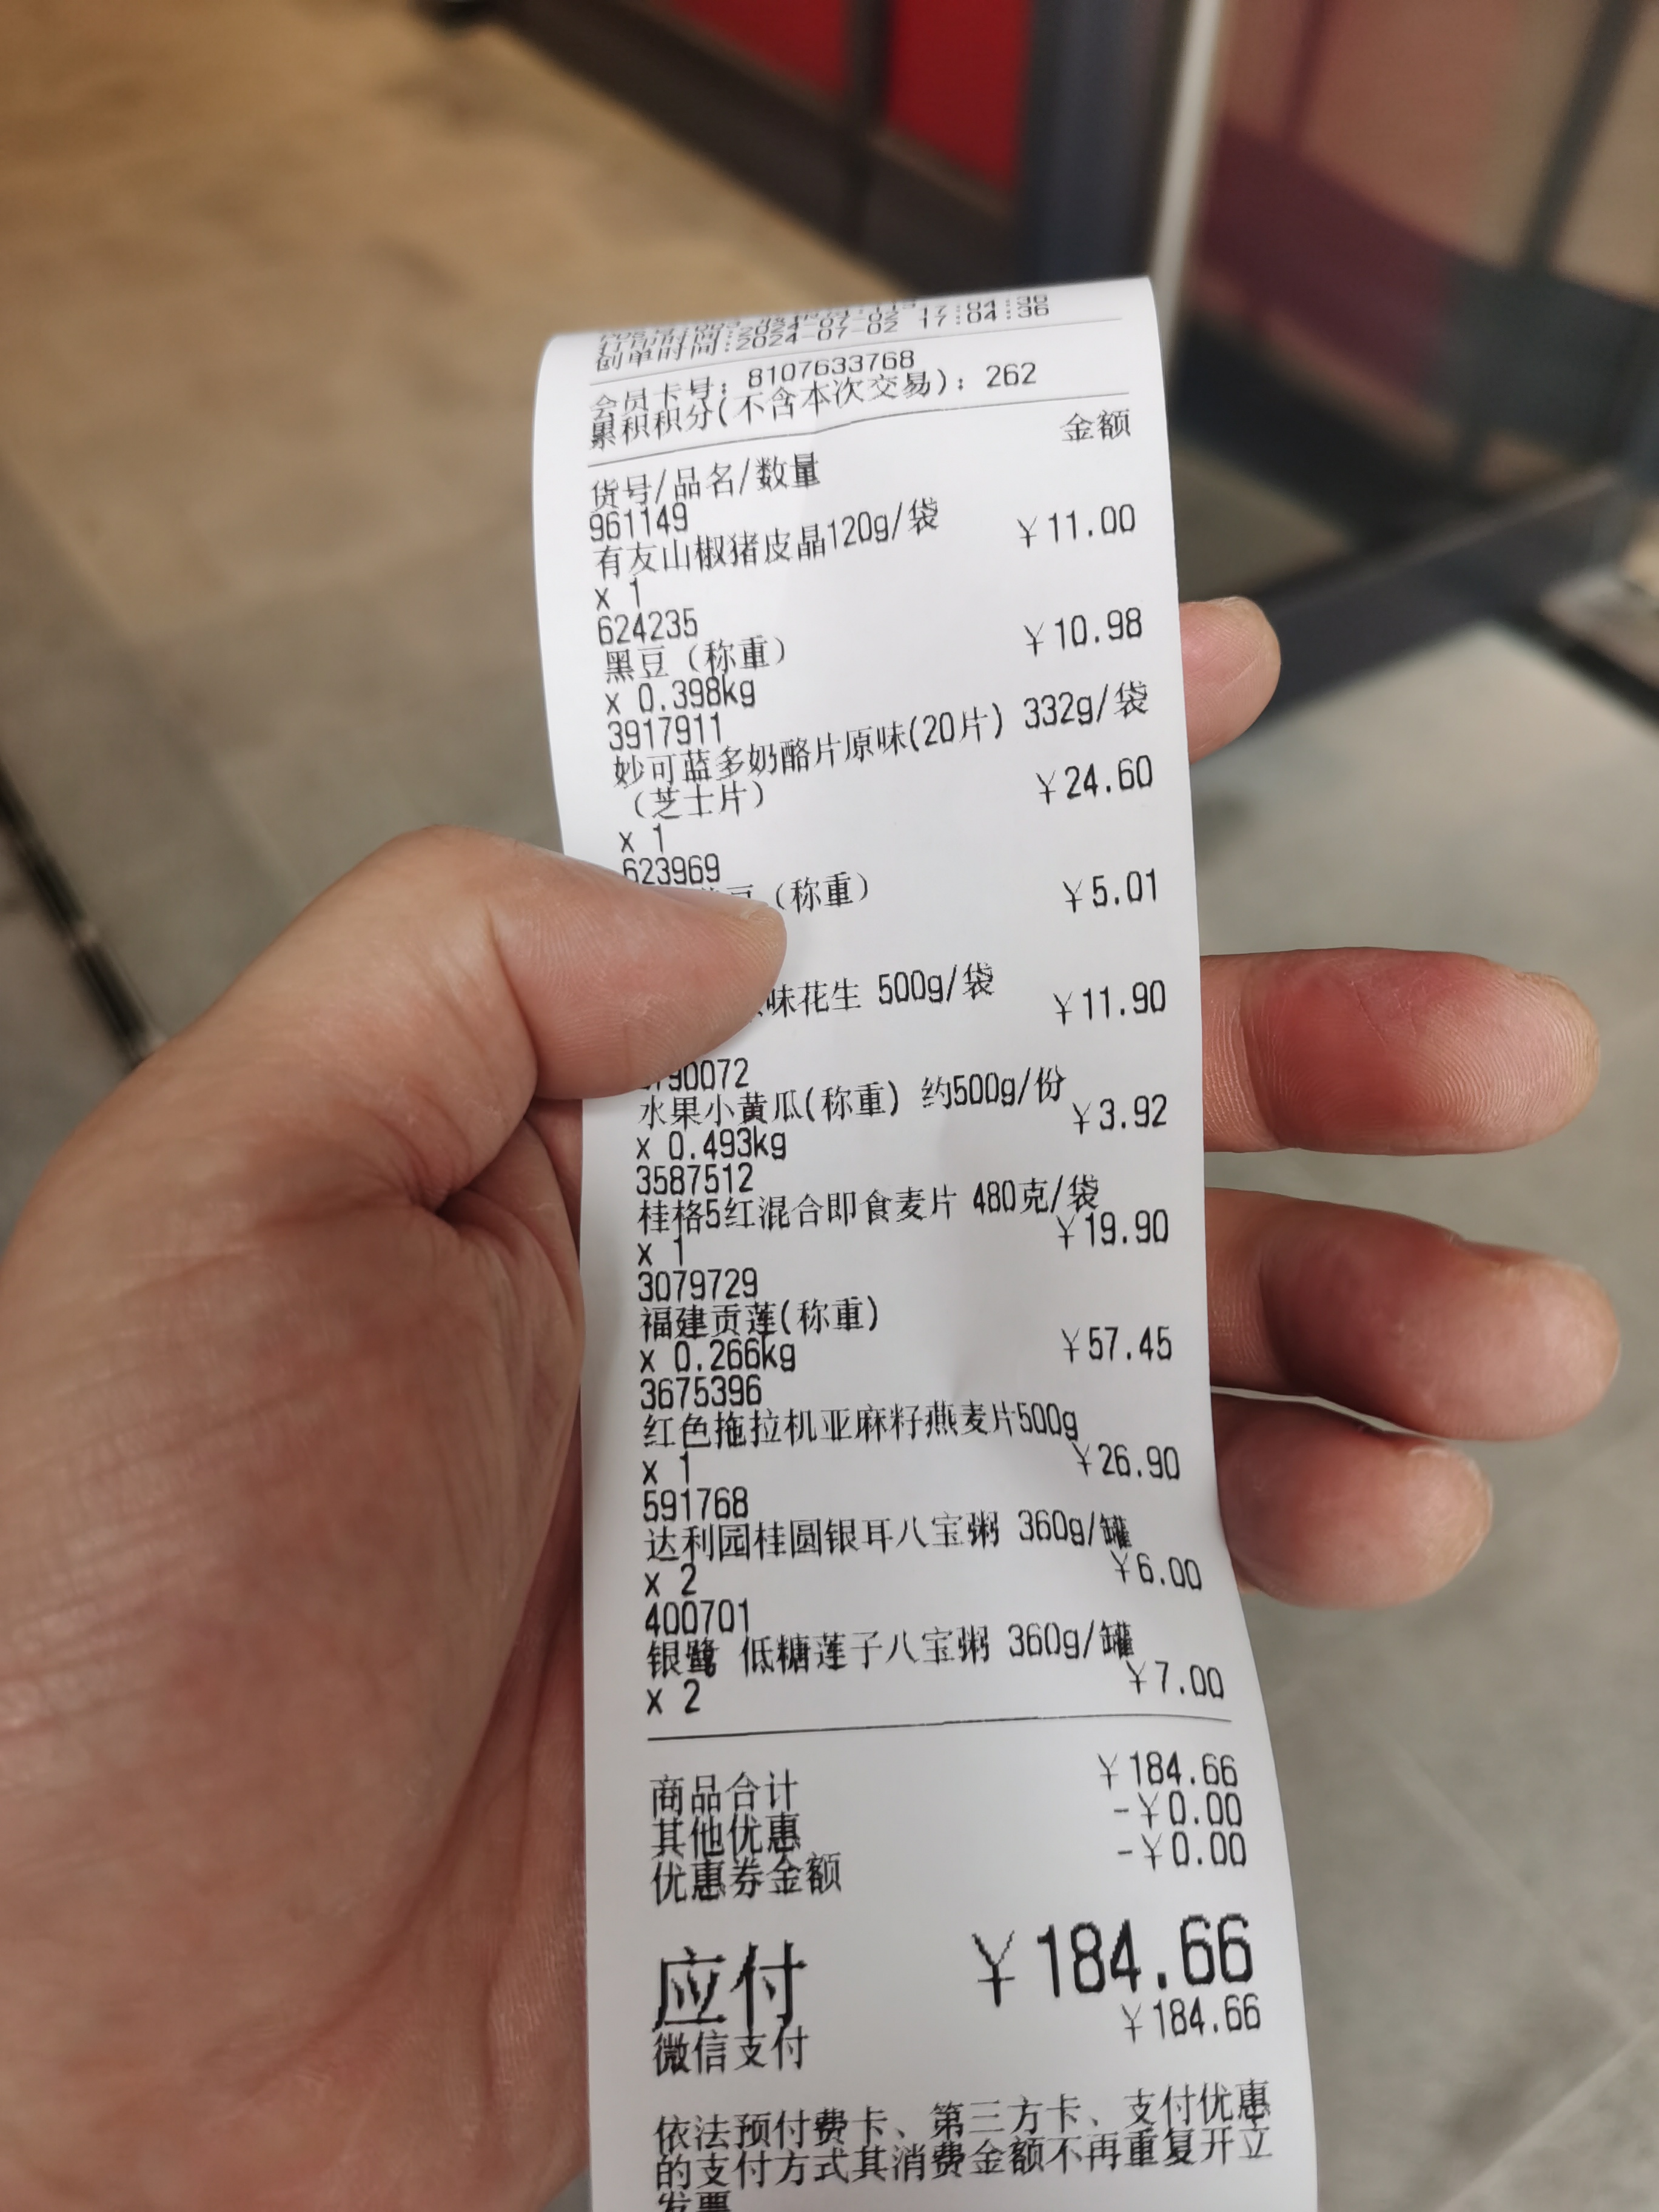 创单时间:2024-07-02 17:04:36
会员卡号: 8107633768
累积积分(不含本次交易): 262
金额
货号/品名/数量
961149
有友山椒猪皮晶120g/袋 ￥11.00
x 1
624235
黑豆（称重） ￥10.98
x 0.398kg
3917911
妙可蓝多奶酪片原味(20片) 332g/袋
（芝士片） ￥24.60
x 1
623969
豆（称重） ￥5.01
味花生 500g/袋 ￥11.90
90072
水果小黄瓜(称重) 约500g/份
x 0.493kg ￥3.92
3587512
桂格5红混合即食麦片 480克/袋
x 1 ￥19.90
3079729
福建贡莲(称重)
x 0.266kg ￥57.45
3675396
红色拖拉机亚麻籽燕麦片500g
x 1 ￥26.90
591768
达利园桂圆银耳八宝粥 360g/罐
x 2 ￥6.00
400701
银鹭 低糖莲子八宝粥 360g/罐
x 2 ￥7.00
商品合计 ￥184.66
其他优惠 -￥0.00
优惠券金额 -￥0.00
应付 ￥184.66
微信支付 ￥184.66
依法预付费卡、第三方卡、支付优惠
的支付方式其消费金额不再重复开立
发票